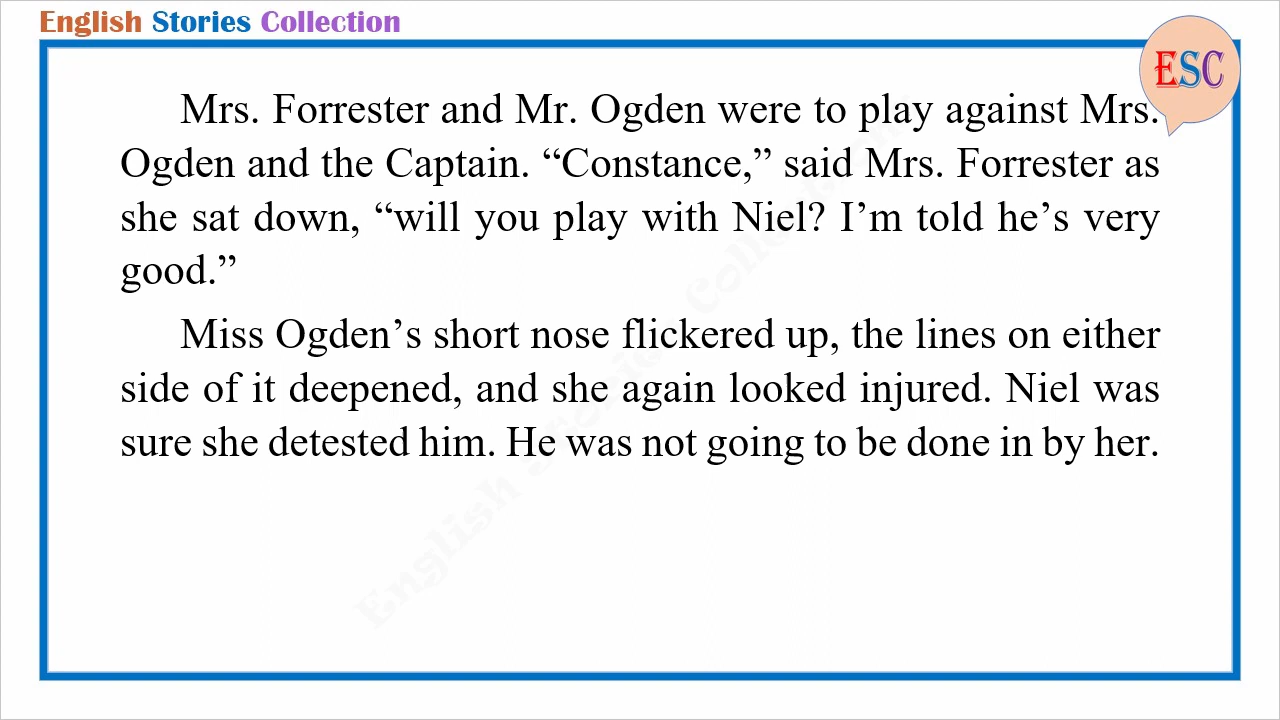 English Stories Collection
ESC
Mrs. Forrester and Mr. Ogden were to play against Mrs.
Ogden and the Captain. “Constance,” said Mrs. Forrester as
she sat down, “will you play with Niel? I’m told he’s very
good.”
Miss Ogden’s short nose flickered up, the lines on either
side of it deepened, and she again looked injured. Niel was
sure she detested him. He was not going to be done in by her.
English Stories Collection